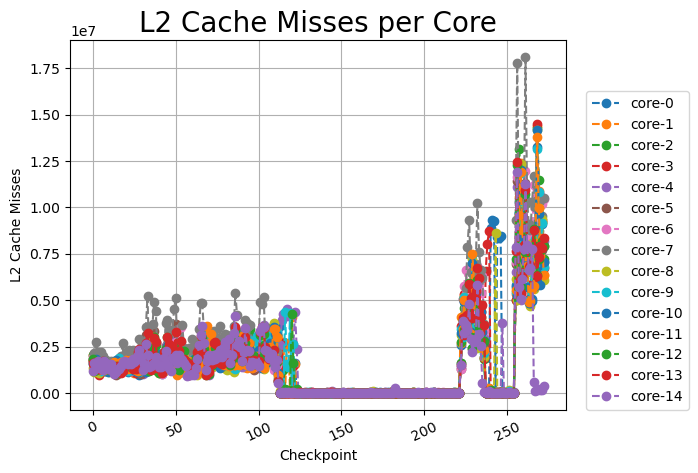 L2 Cache Misses per Core
1e7
1.75
1.50
1.25
1.00
0.75
0.50
0.25
0.00
L2 Cache Misses
0
50
100
150
200
250
Checkpoint
core-0
core-1
core-2
core-3
core-4
core-5
core-6
core-7
core-8
core-9
core-10
core-11
core-12
core-13
core-14